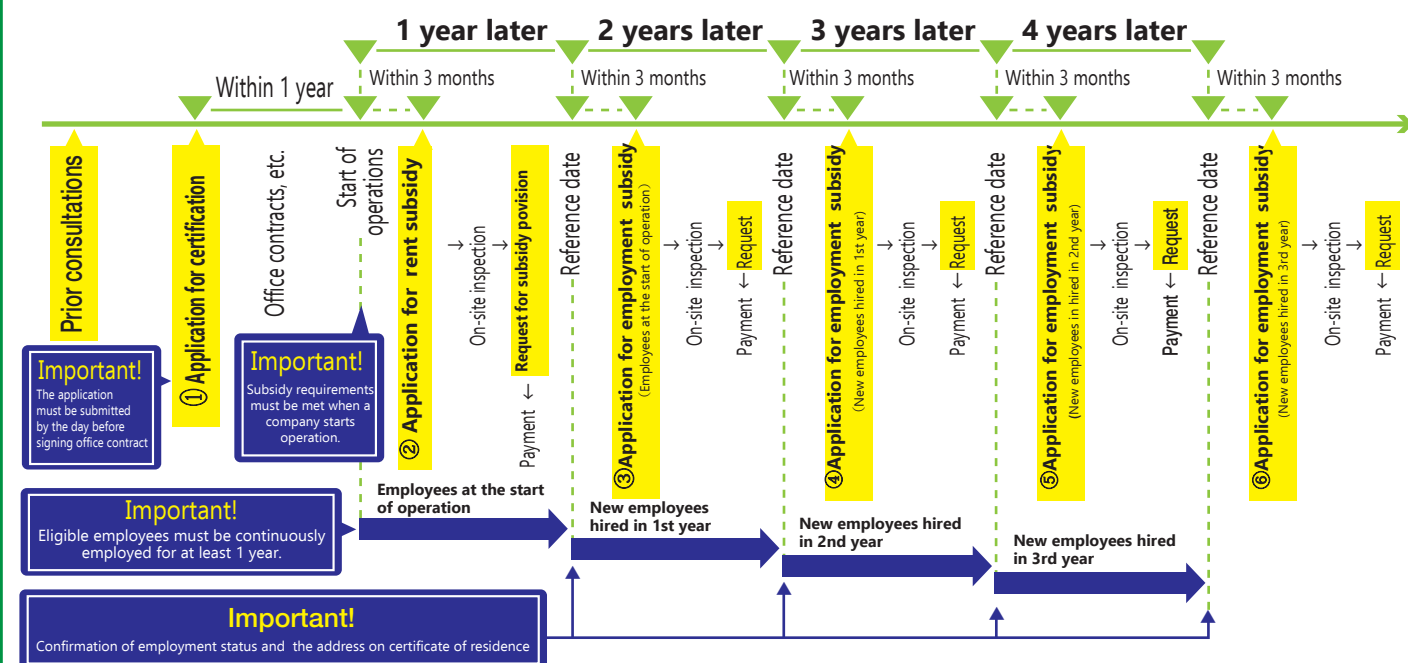 1 year later
2 years later
3 years later
4 years later
Within 1 year
Within 3 months
Within 3 months
Within 3 months
Within 3 months
Within 3 months
Prior consultations
① Application for certification
Office contracts, etc.
Start of
operations
② Application for rent subsidy
→
On-site inspection
→
Request for subsidy povision
Payment ←
Reference date
③Application for employment subsidy
(Employees at the start of operation)
→
On-site inspection
→
Request
Payment ←
Reference date
④Application for employment subsidy
(New employees hired in 1st year)
→
On-site inspection
→
Request
Payment ←
Reference date
⑤Application for employment subsidy
(New employees in hired in 2nd year)
→
On-site inspection
→
Request
Payment ←
Reference date
⑥Application for employment subsidy
(New employees hired in 3rd year)
→
On-site inspection
→
Request
Payment ←
Important!
The application
must be submitted
by the day before
signing office contract
Important!
Subsidy requirements
must be met when a
company starts
operation.
Important!
Eligible employees must be continuously
employed for at least 1 year.
Employees at the start
of operation
New employees
hired in 1st year
New employees hired
in 2nd year
New employees hired
in 3rd year
Important!
Confirmation of employment status and the address on certificate of residence